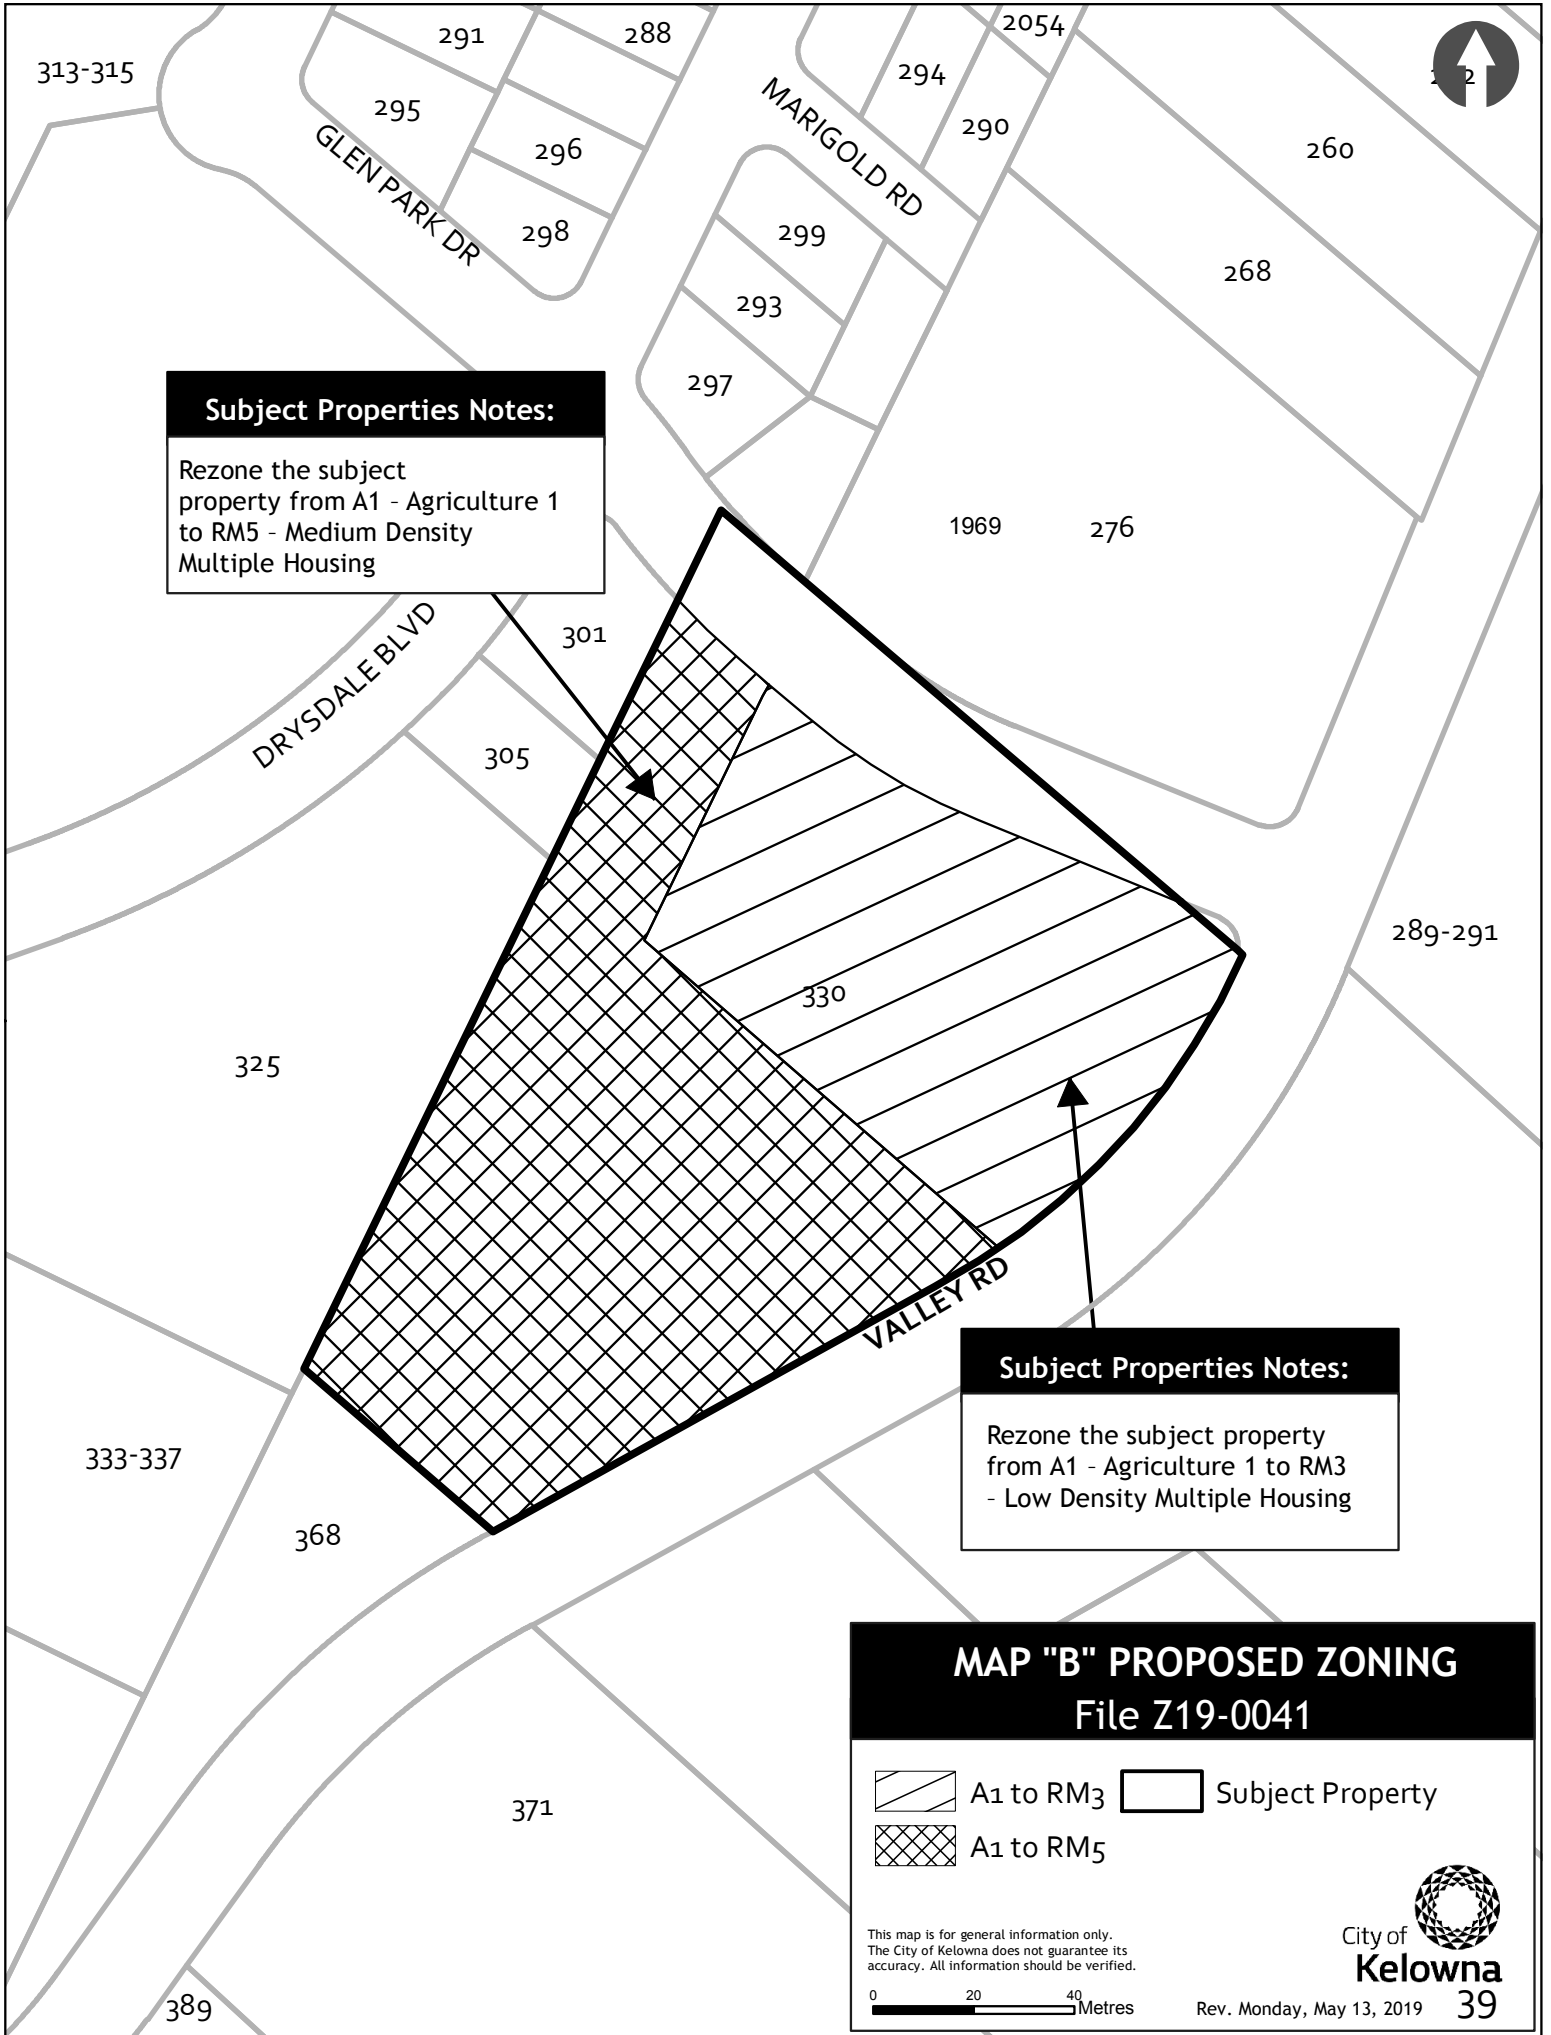 2054
291
288
313-315
294
295
MARIGOLD RD
290
GLEN PARK DR
296
260
298
299
268
293
297
Subject Properties Notes:
Rezone the subject
property from A1 – Agriculture 1
to RM5 – Medium Density
Multiple Housing
1969
276
301
DRYSDALE BLVD
305
289-291
330
325
VALLEY RD
Subject Properties Notes:
Rezone the subject property
from A1 – Agriculture 1 to RM3
– Low Density Multiple Housing
333-337
368
371
389
MAP "B" PROPOSED ZONING
File Z19-0041
A1 to RM3
Subject Property
A1 to RM5
This map is for general information only.
The City of Kelowna does not guarantee its
accuracy. All information should be verified.
City of
Kelowna
0 20 40
Metres
Rev. Monday, May 13, 2019
39